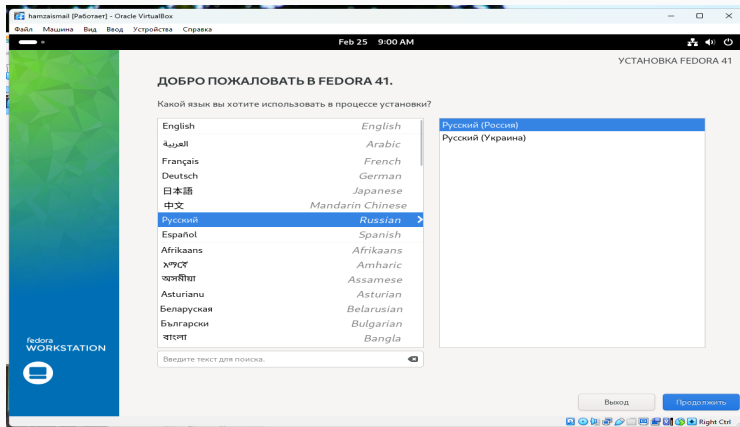 hamzaismail [Работает] - Oracle VirtualBox
Файл Машина Вид Ввод Устройства Справка
Feb 25 9:00 AM
УСТАНОВКА FEDORA 41
ДОБРО ПОЖАЛОВАТЬ В FEDORA 41.
Какой язык вы хотите использовать в процессе установки?
English English
العربية Arabic
Français French
Deutsch German
日本語 Japanese
中文 Mandarin Chinese
Русский Russian
Español Spanish
Afrikaans Afrikaans
አማርኛ Amharic
অসমীয়া Assamese
Asturianu Asturian
Беларуская Belarusian
Български Bulgarian
বাংলা Bangla
Русский (Россия)
Русский (Украина)
Введите текст для поиска.
fedora
WORKSTATION
Выход Продолжить
Right Ctrl